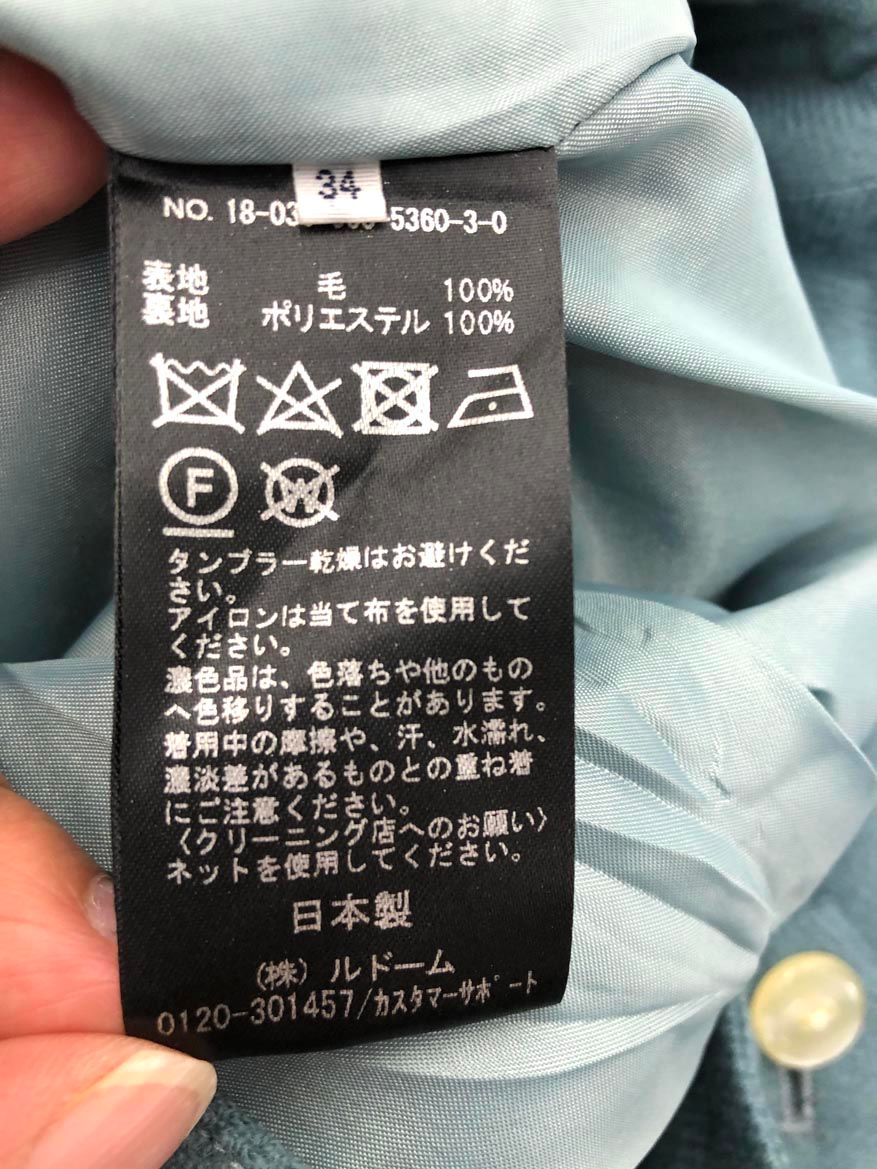 34
NO. 18-03 5360-3-0
表地 毛 100%
裏地 ポリエステル 100%
F
W
タンブラー乾燥はお避けくだ
さい。
アイロンは当て布を使用して
ください。
濃色品は、色落ちや他のもの
へ色移りすることがあります。
着用中の摩擦や、汗、水濡れ、
濃淡差があるものとの重ね着
にご注意ください。
〈クリーニング店へのお願い〉
ネットを使用してください。
日本製
(株) ルドーム
0120-301457/カスタマーサポート